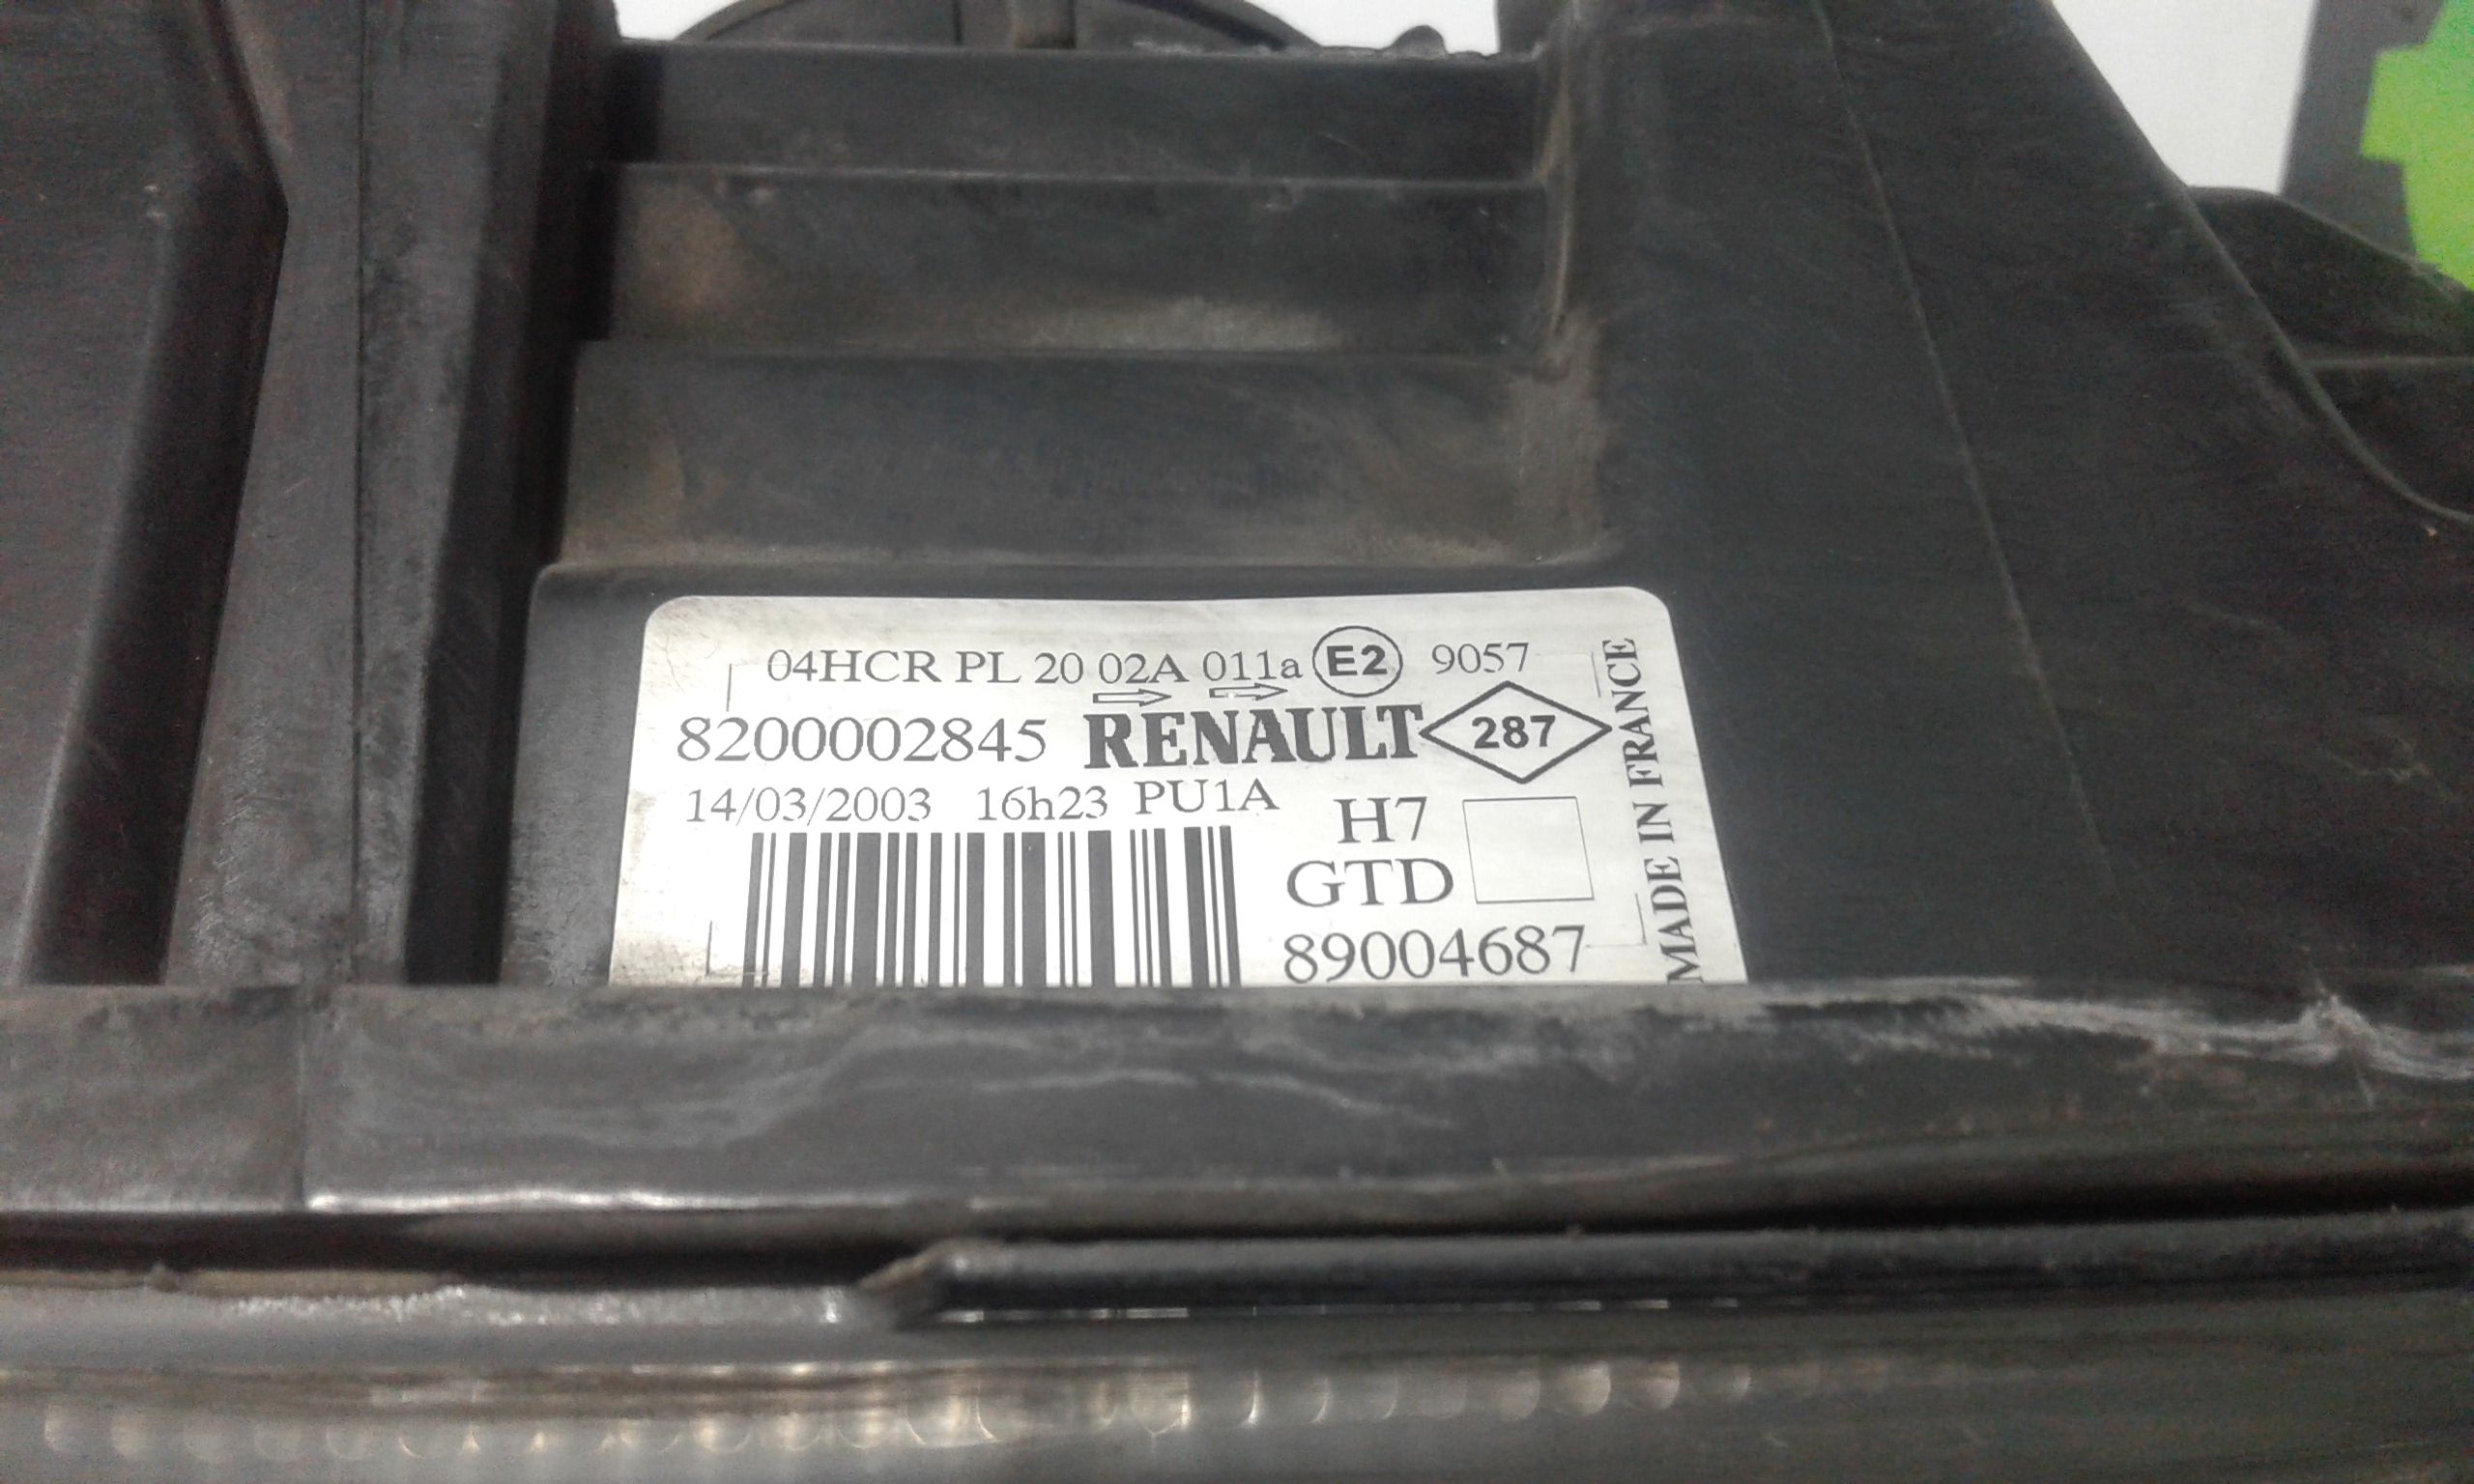 04HCR PL 20 02A 011a E2 9057
8200002845 RENAULT 287
14/03/2003 16h23 PU1A
H7
GTD
89004687
MADE IN FRANCE